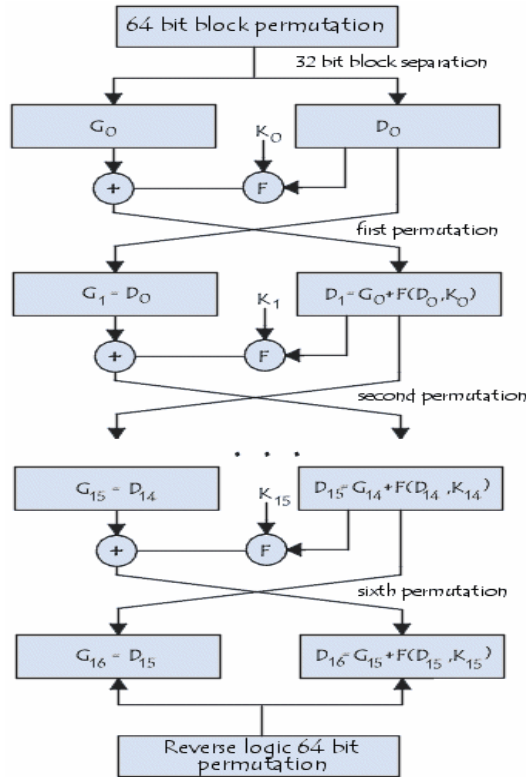 64 bit block permutation
32 bit block separation
G0
K0
D0
+
F
first permutation
G1 = D0
K1
D1 = G0+F(D0,K0)
+
F
second permutation
. . .
G15 = D14
K15
D15=G14+F(D14,K14)
+
F
sixth permutation
G16 = D15
D16=G15+F(D15,K15)
Reverse logic 64 bit
permutation